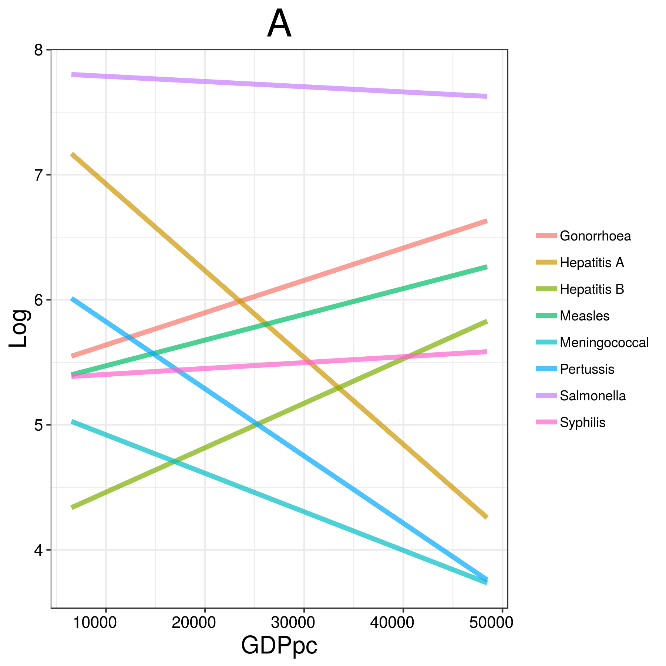 A
8
7
6
5
4
Log
10000 20000 30000 40000 50000
GDPpc
Gonorrhoea
Hepatitis A
Hepatitis B
Measles
Meningococcal
Pertussis
Salmonella
Syphilis